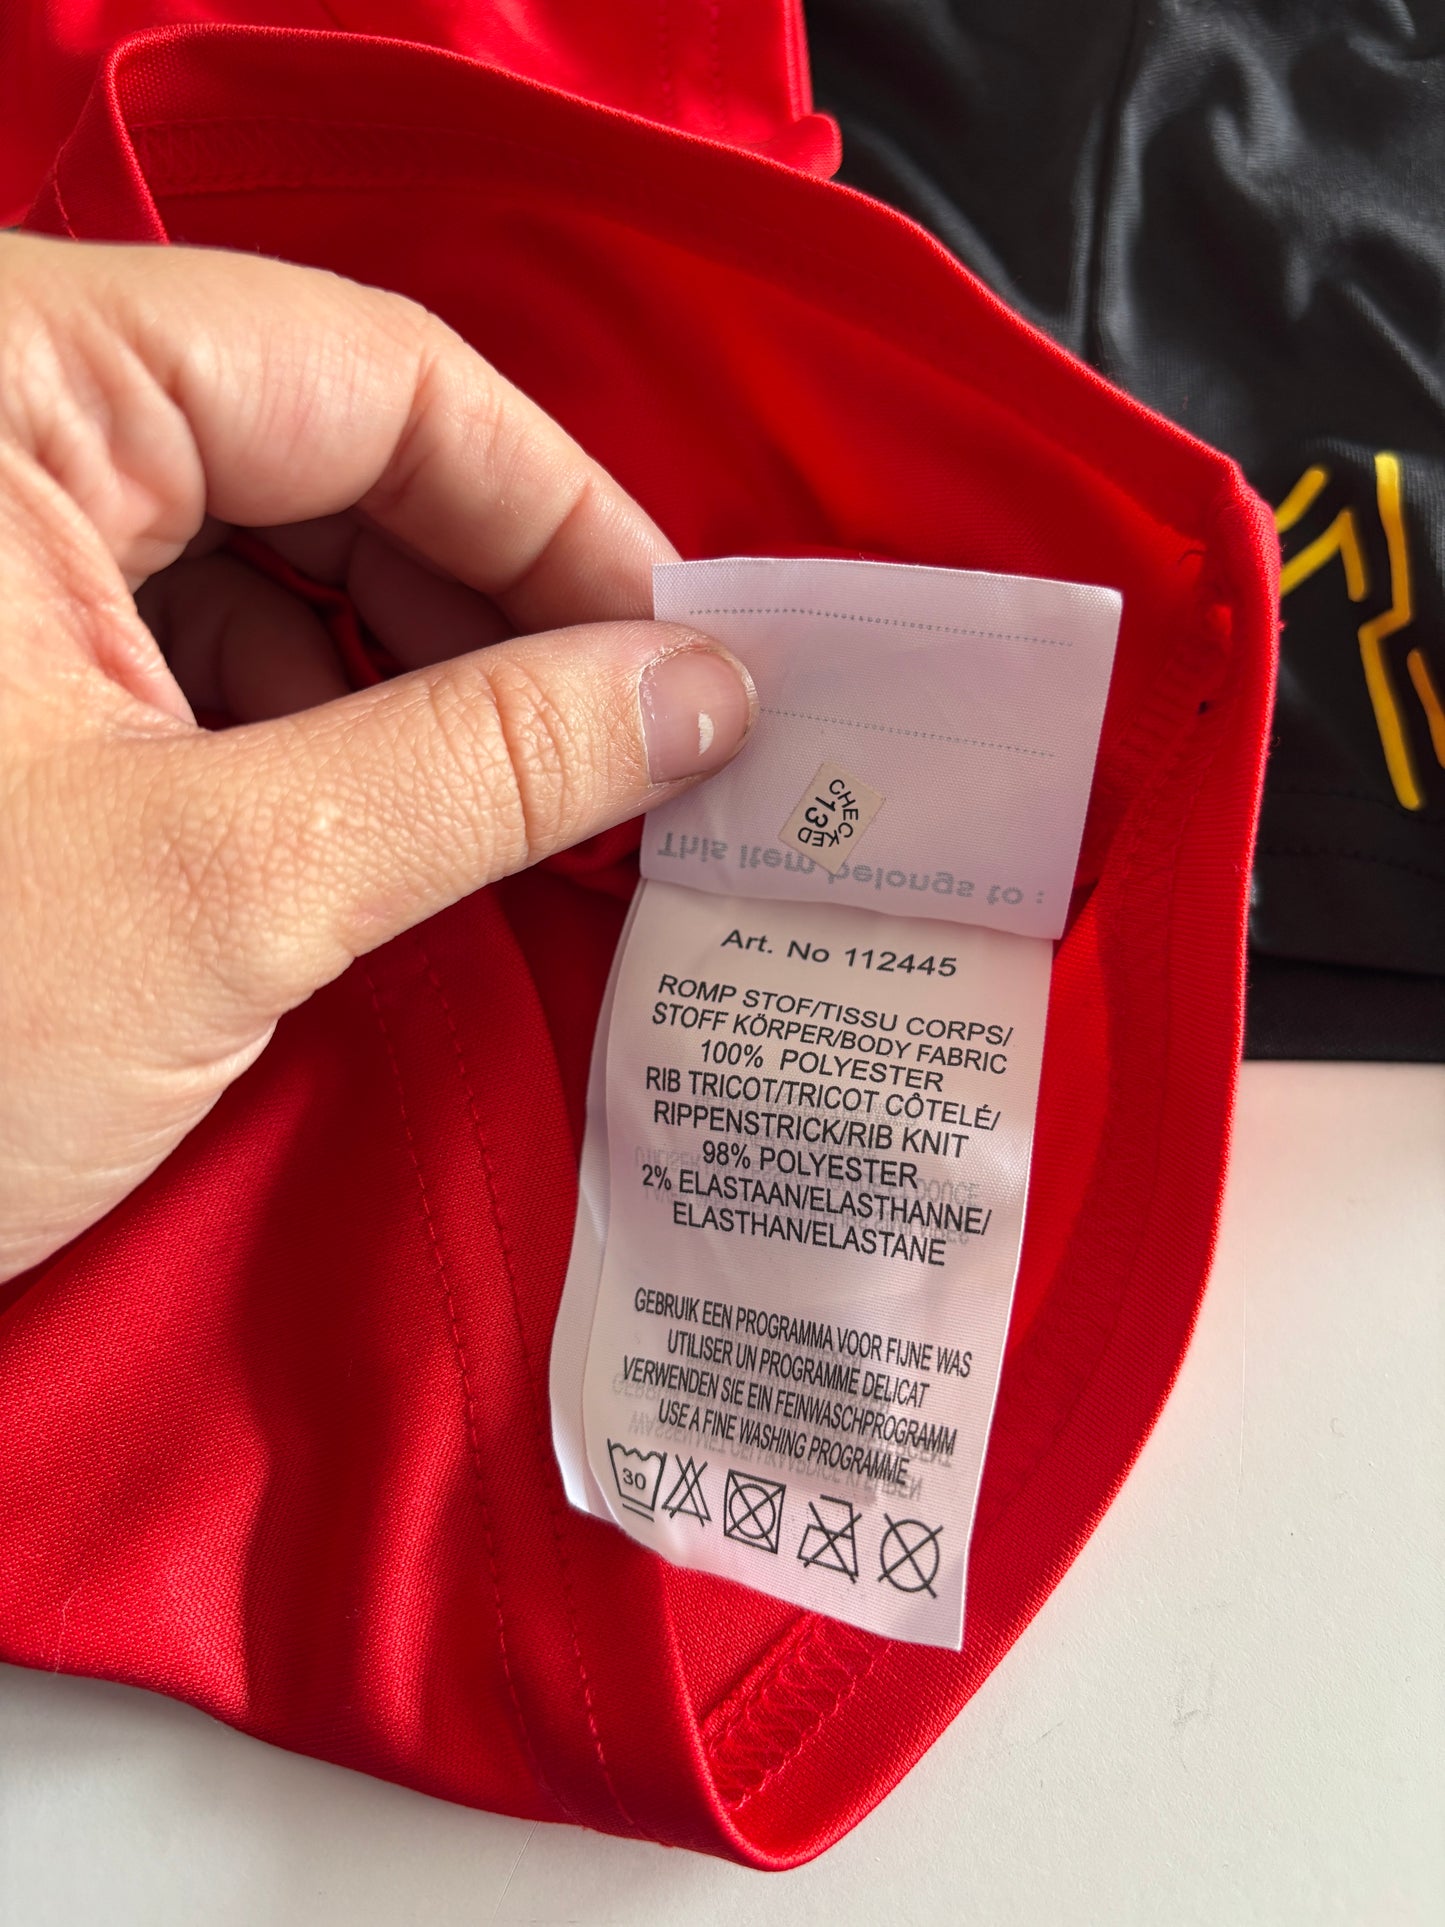 CHECKED
13
This item belongs to :
Art. No 112445
ROMP STOF/TISSU CORPS/
STOFF KÖRPER/BODY FABRIC
100% POLYESTER
RIB TRICOT/TRICOT CÔTELÉ/
RIPPENSTRICK/RIB KNIT
98% POLYESTER
2% ELASTAAN/ELASTHANNE/
ELASTHAN/ELASTANE
GEBRUIK EEN PROGRAMMA VOOR FIJNE WAS
UTILISER UN PROGRAMME DELICAT
VERWENDEN SIE EIN FEINWASCHPROGRAMM
USE A FINE WASHING PROGRAMME
30